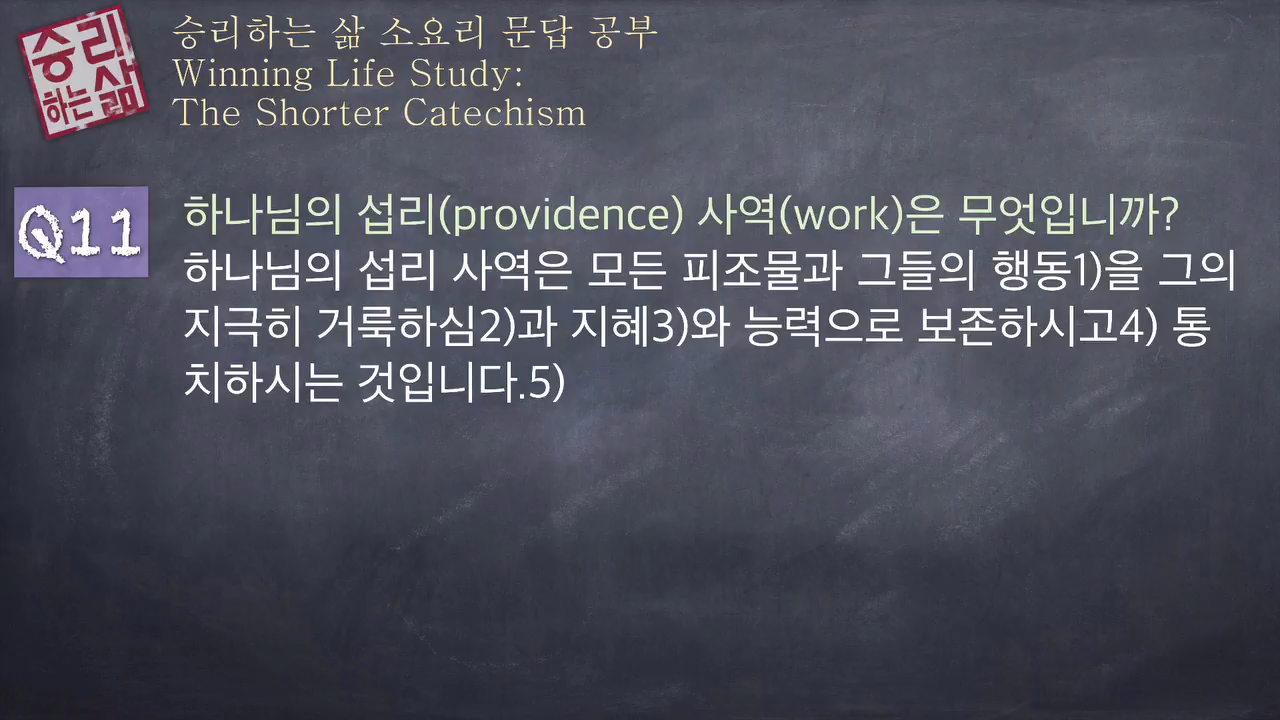 승리
하는 삶
승리하는 삶 소요리 문답 공부
Winning Life Study:
The Shorter Catechism
Q11
하나님의 섭리(providence) 사역(work)은 무엇입니까?
하나님의 섭리 사역은 모든 피조물과 그들의 행동1)을 그의
지극히 거룩하심2)과 지혜3)와 능력으로 보존하시고4) 통
치하시는 것입니다.5)